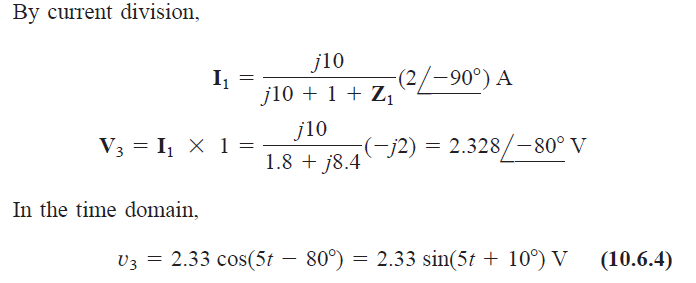 By current division,
I₁ = j10 / (j10 + 1 + Z₁) (2/−90°) A
V₃ = I₁ × 1 = j10 / (1.8 + j8.4) (−j2) = 2.328/−80° V
In the time domain,
v₃ = 2.33 cos(5t − 80°) = 2.33 sin(5t + 10°) V (10.6.4)